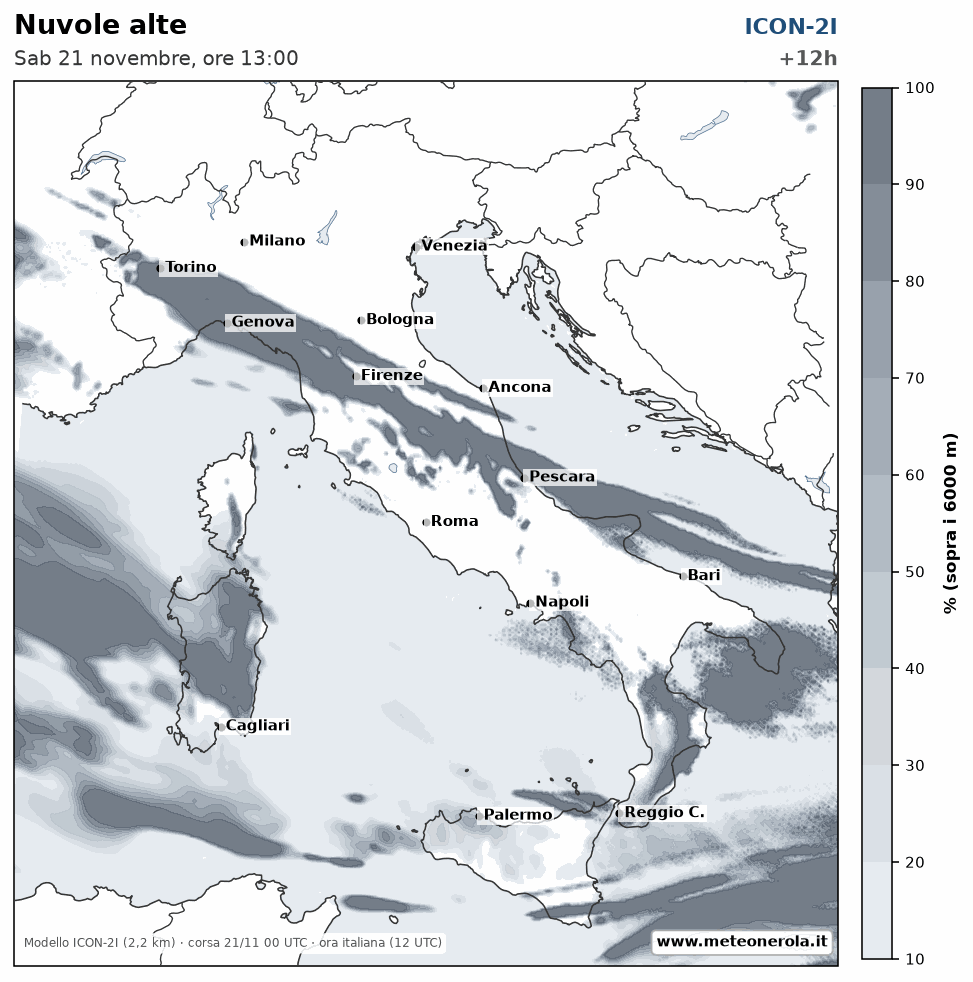 Nuvole alte
ICON-2I
Sab 21 novembre, ore 13:00
+12h
Milano
Venezia
Torino
Genova
Bologna
Firenze
Ancona
Pescara
Roma
Bari
Napoli
Cagliari
Palermo
Reggio C.
Modello ICON-2I (2,2 km) · corsa 21/11 00 UTC · ora italiana (12 UTC)
www.meteonerola.it
100
90
80
70
60
50
40
30
20
10
% (sopra i 6000 m)